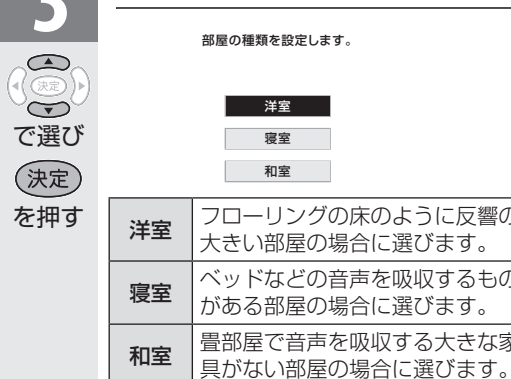 3
部屋の種類を設定します。
決定
で選び
決定
を押す
洋室
寝室
和室
洋室
フローリングの床のように反響の
大きい部屋の場合に選びます。
寝室
ベッドなどの音声を吸収するもの
がある部屋の場合に選びます。
和室
畳部屋で音声を吸収する大きな家
具がない部屋の場合に選びます。